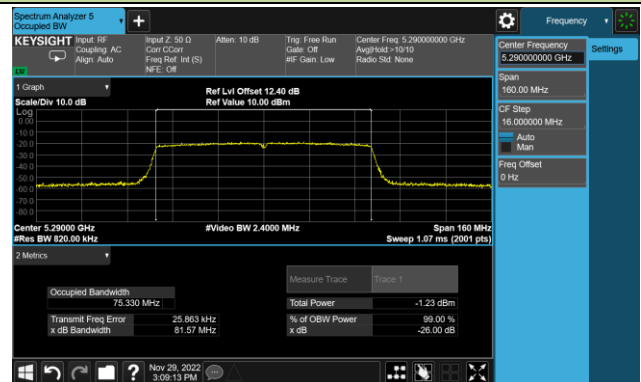 Spectrum Analyzer 5
Occupied BW
Frequency
KEYSIGHT
Input: RF
Coupling: AC
Align: Auto
Input Z: 50 Ω
Corr CCorr
Freq Ref: Int (S)
NFE: Off
Atten: 10 dB
Trig: Free Run
Gate: Off
#IF Gain: Low
Center Freq: 5.290000000 GHz
Avg|Hold:>10/10
Radio Std: None
Center Frequency
5.290000000 GHz
Settings
Span
160.00 MHz
CF Step
16.000000 MHz
Auto
Man
Freq Offset
0 Hz
1 Graph
Scale/Div 10.0 dB
Ref Lvl Offset 12.40 dB
Ref Value 10.00 dBm
Log
0.00
-10.0
-20.0
-30.0
-40.0
-50.0
-60.0
-70.0
-80.0
Center 5.29000 GHz
#Video BW 2.4000 MHz
Span 160 MHz
#Res BW 820.00 kHz
Sweep 1.07 ms (2001 pts)
2 Metrics
Measure Trace
Trace 1
Occupied Bandwidth
75.330 MHz
Total Power
-1.23 dBm
Transmit Freq Error
25.863 kHz
% of OBW Power
99.00 %
x dB Bandwidth
81.57 MHz
x dB
-26.00 dB
Nov 29, 2022
3:09:13 PM